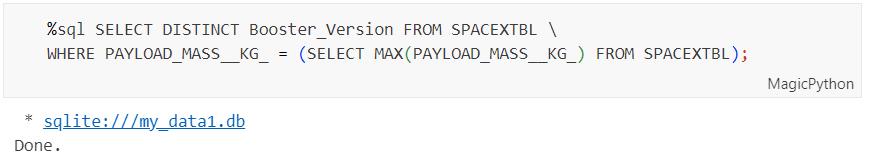 %sql SELECT DISTINCT Booster_Version FROM SPACEXTBL \
WHERE PAYLOAD_MASS__KG_ = (SELECT MAX(PAYLOAD_MASS__KG_) FROM SPACEXTBL);
MagicPython
* sqlite:///my_data1.db
Done.